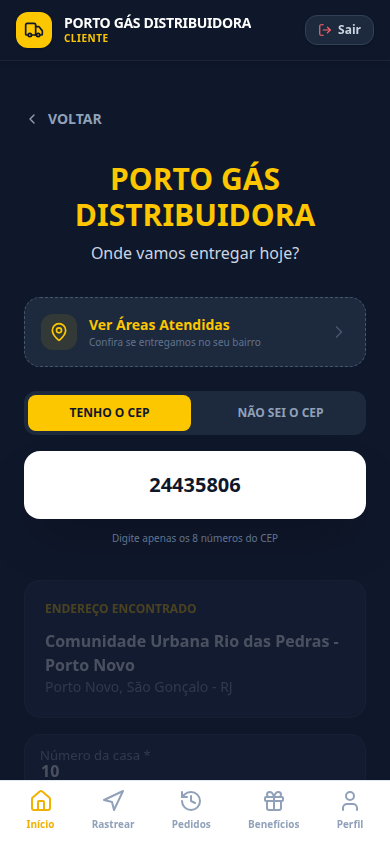 PORTO GÁS DISTRIBUIDORA
CLIENTE
Sair
VOLTAR
PORTO GÁS
DISTRIBUIDORA
Onde vamos entregar hoje?
Ver Áreas Atendidas
Confira se entregamos no seu bairro
TENHO O CEP
NÃO SEI O CEP
24435806
Digite apenas os 8 números do CEP
ENDEREÇO ENCONTRADO
Comunidade Urbana Rio das Pedras -
Porto Novo
Porto Novo, São Gonçalo - RJ
Número da casa *
10
Início
Rastrear
Pedidos
Benefícios
Perfil